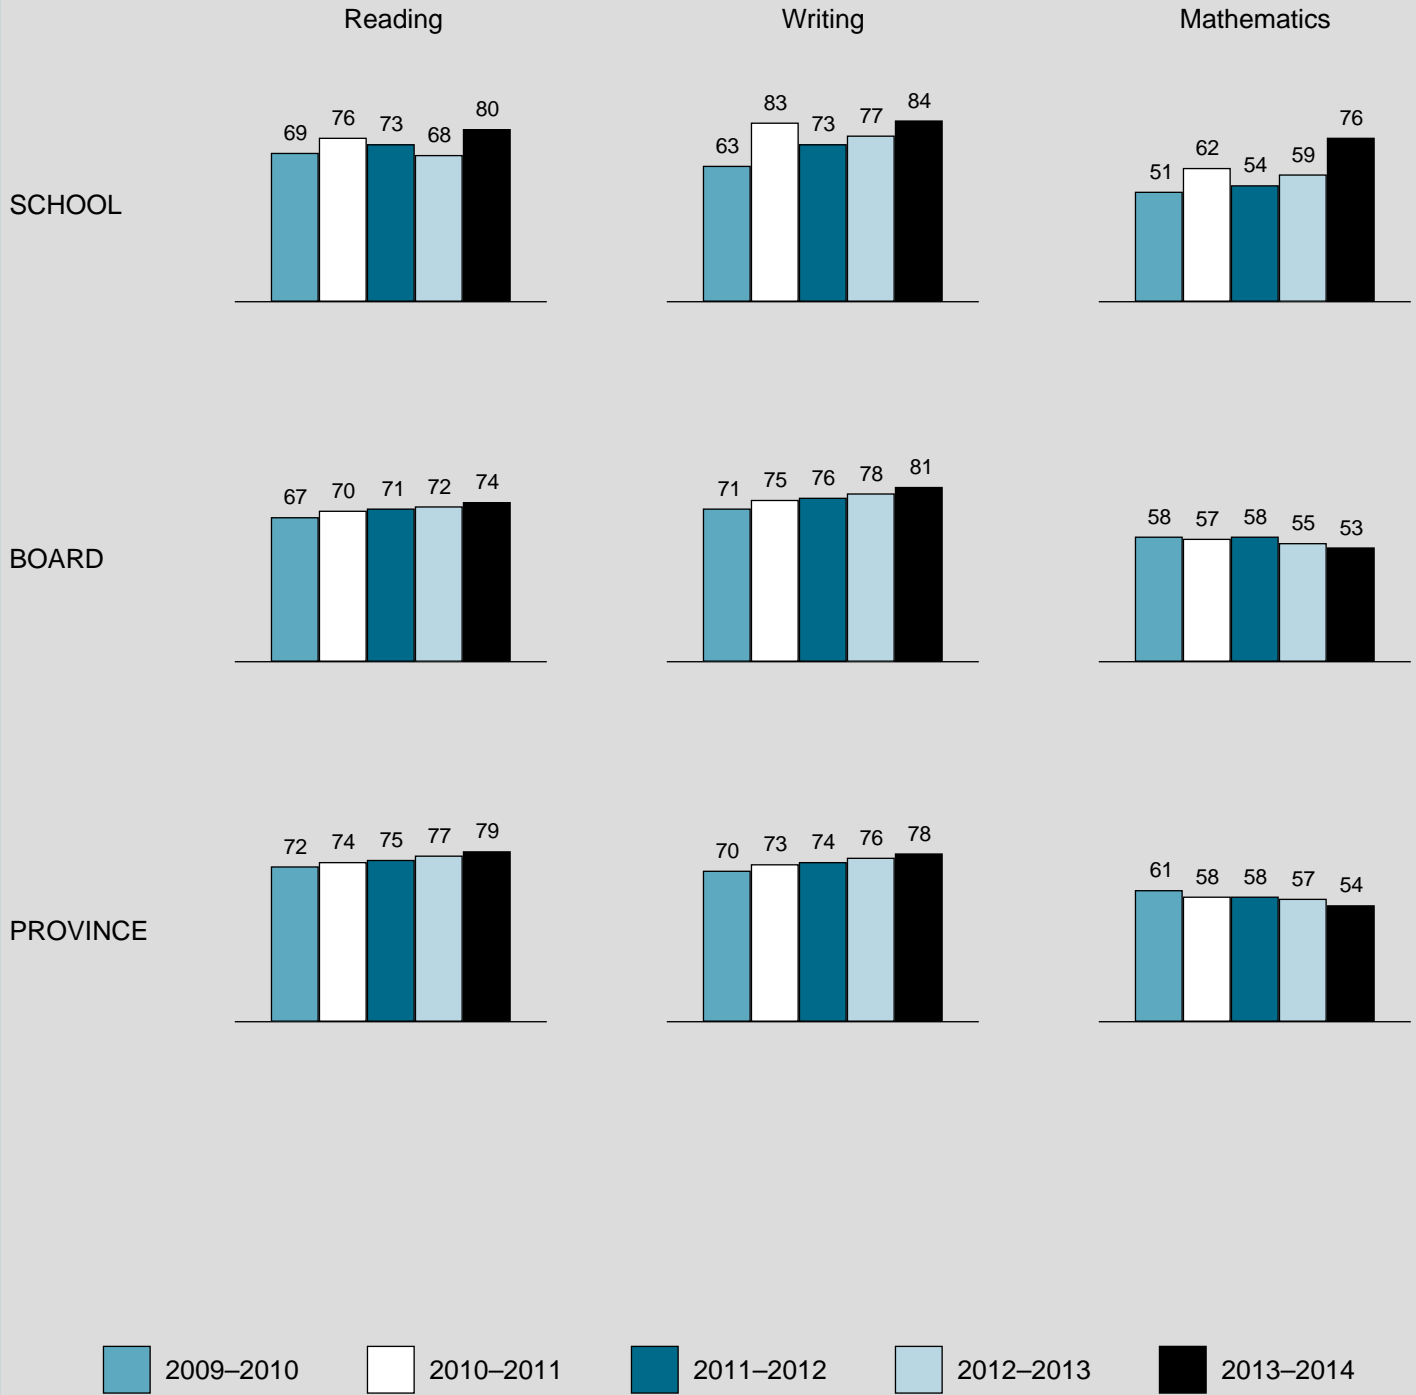 Reading Writing Mathematics
SCHOOL
69 76 73 68 80
63 83 73 77 84
51 62 54 59 76
BOARD
67 70 71 72 74
71 75 76 78 81
58 57 58 55 53
PROVINCE
72 74 75 77 79
70 73 74 76 78
61 58 58 57 54
2009–2010 2010–2011 2011–2012 2012–2013 2013–2014